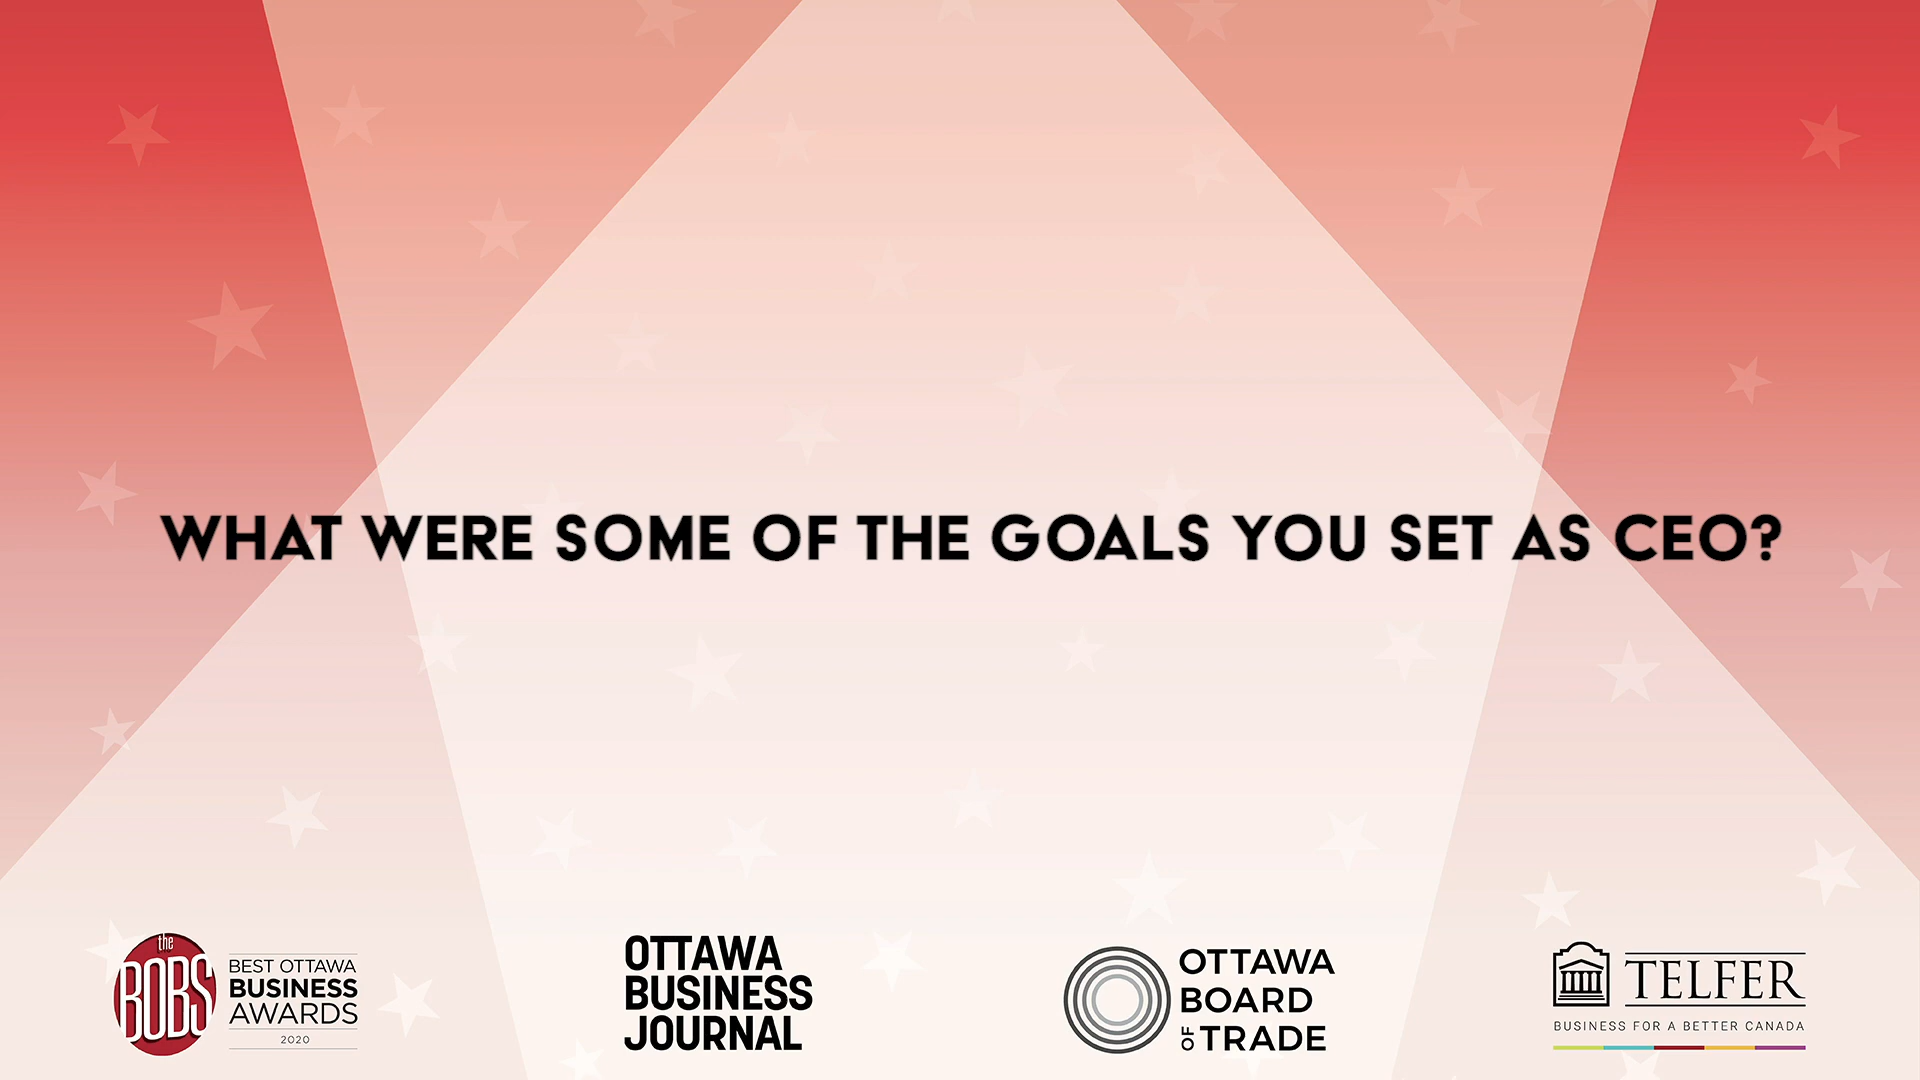 WHAT WERE SOME OF THE GOALS YOU SET AS CEO?
the
BOBS
BEST OTTAWA
BUSINESS
AWARDS
2020
OTTAWA
BUSINESS
JOURNAL
OTTAWA
BOARD
OF TRADE
TELFER
BUSINESS FOR A BETTER CANADA